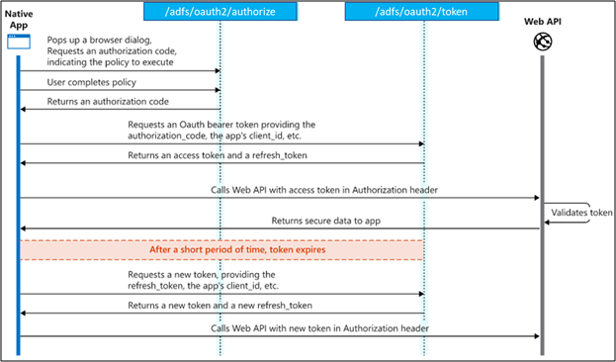 Native
App
/adfs/oauth2/authorize
/adfs/oauth2/token
Web API
Pops up a browser dialog,
Requests an authorization code,
indicating the policy to execute
User completes policy
Returns an authorization code
Requests an Oauth bearer token providing the
authorization_code, the app's client_id, etc.
Returns an access token and a refresh_token
Calls Web API with access token in Authorization header
Validates token
Returns secure data to app
After a short period of time, token expires
Requests a new token, providing the
refresh_token, the app's client_id, etc.
Returns a new token and a new refresh_token
Calls Web API with new token in Authorization header